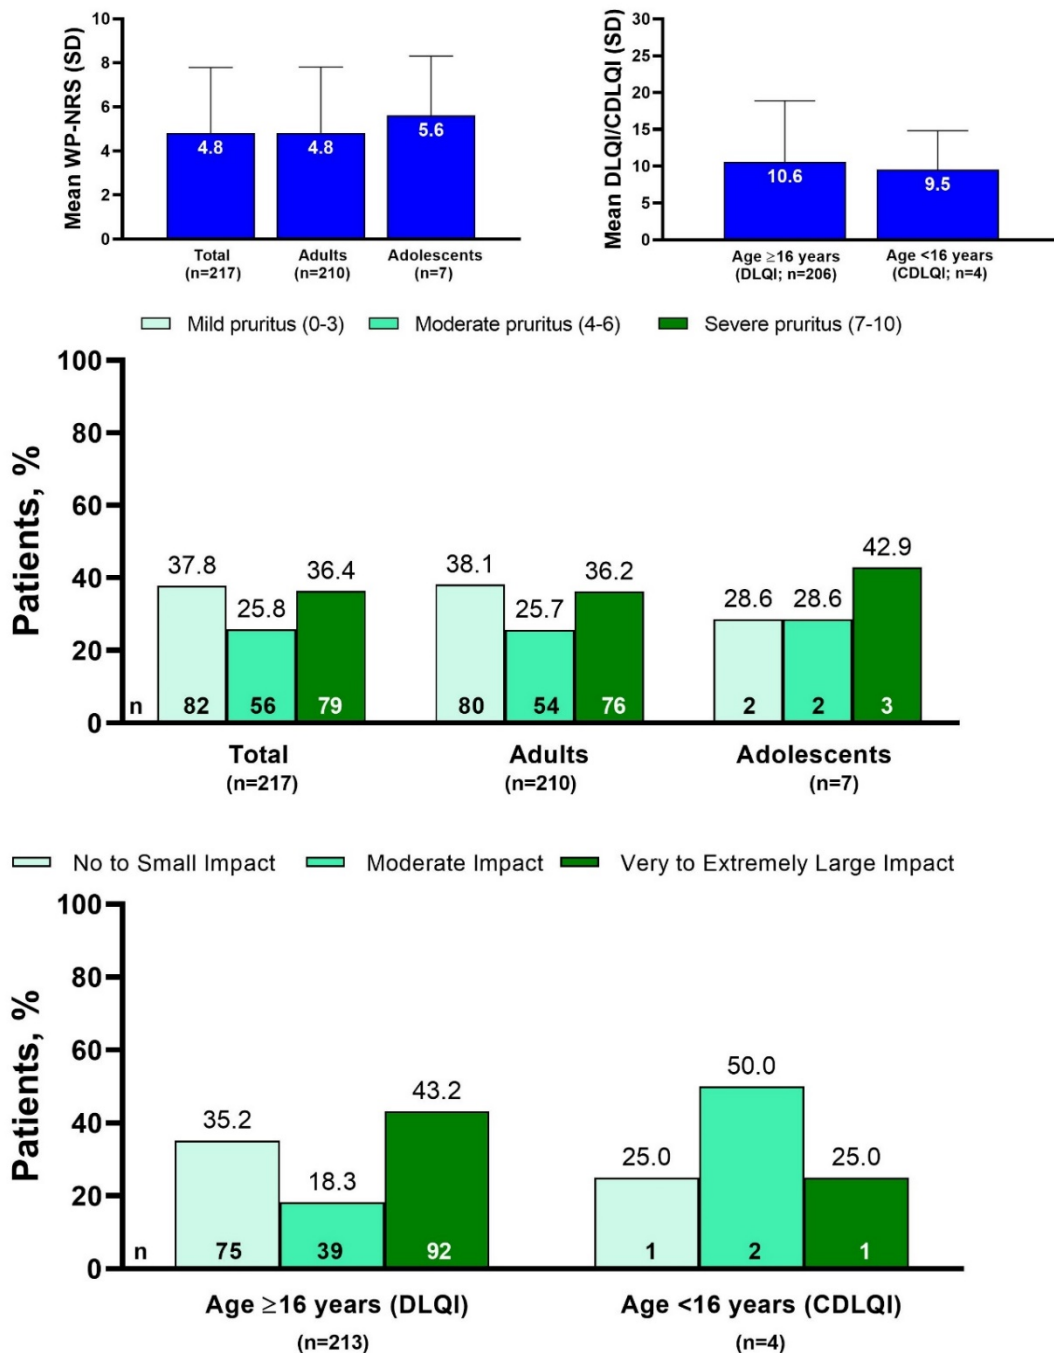 Mean WP-NRS (SD)
10
8
6
4
2
0
4.8
4.8
5.6
Total
(n=217)
Adults
(n=210)
Adolescents
(n=7)
Mean DLQI/CDLQI (SD)
30
25
20
15
10
5
0
10.6
9.5
Age ≥16 years
(DLQI; n=206)
Age <16 years
(CDLQI; n=4)
Mild pruritus (0-3)
Moderate pruritus (4-6)
Severe pruritus (7-10)
Patients, %
100
80
60
40
20
0
37.8
25.8
36.4
38.1
25.7
36.2
28.6
28.6
42.9
n
82
56
79
80
54
76
2
2
3
Total
(n=217)
Adults
(n=210)
Adolescents
(n=7)
No to Small Impact
Moderate Impact
Very to Extremely Large Impact
Patients, %
100
80
60
40
20
0
35.2
18.3
43.2
25.0
50.0
25.0
n
75
39
92
1
2
1
Age ≥16 years (DLQI)
(n=213)
Age <16 years (CDLQI)
(n=4)